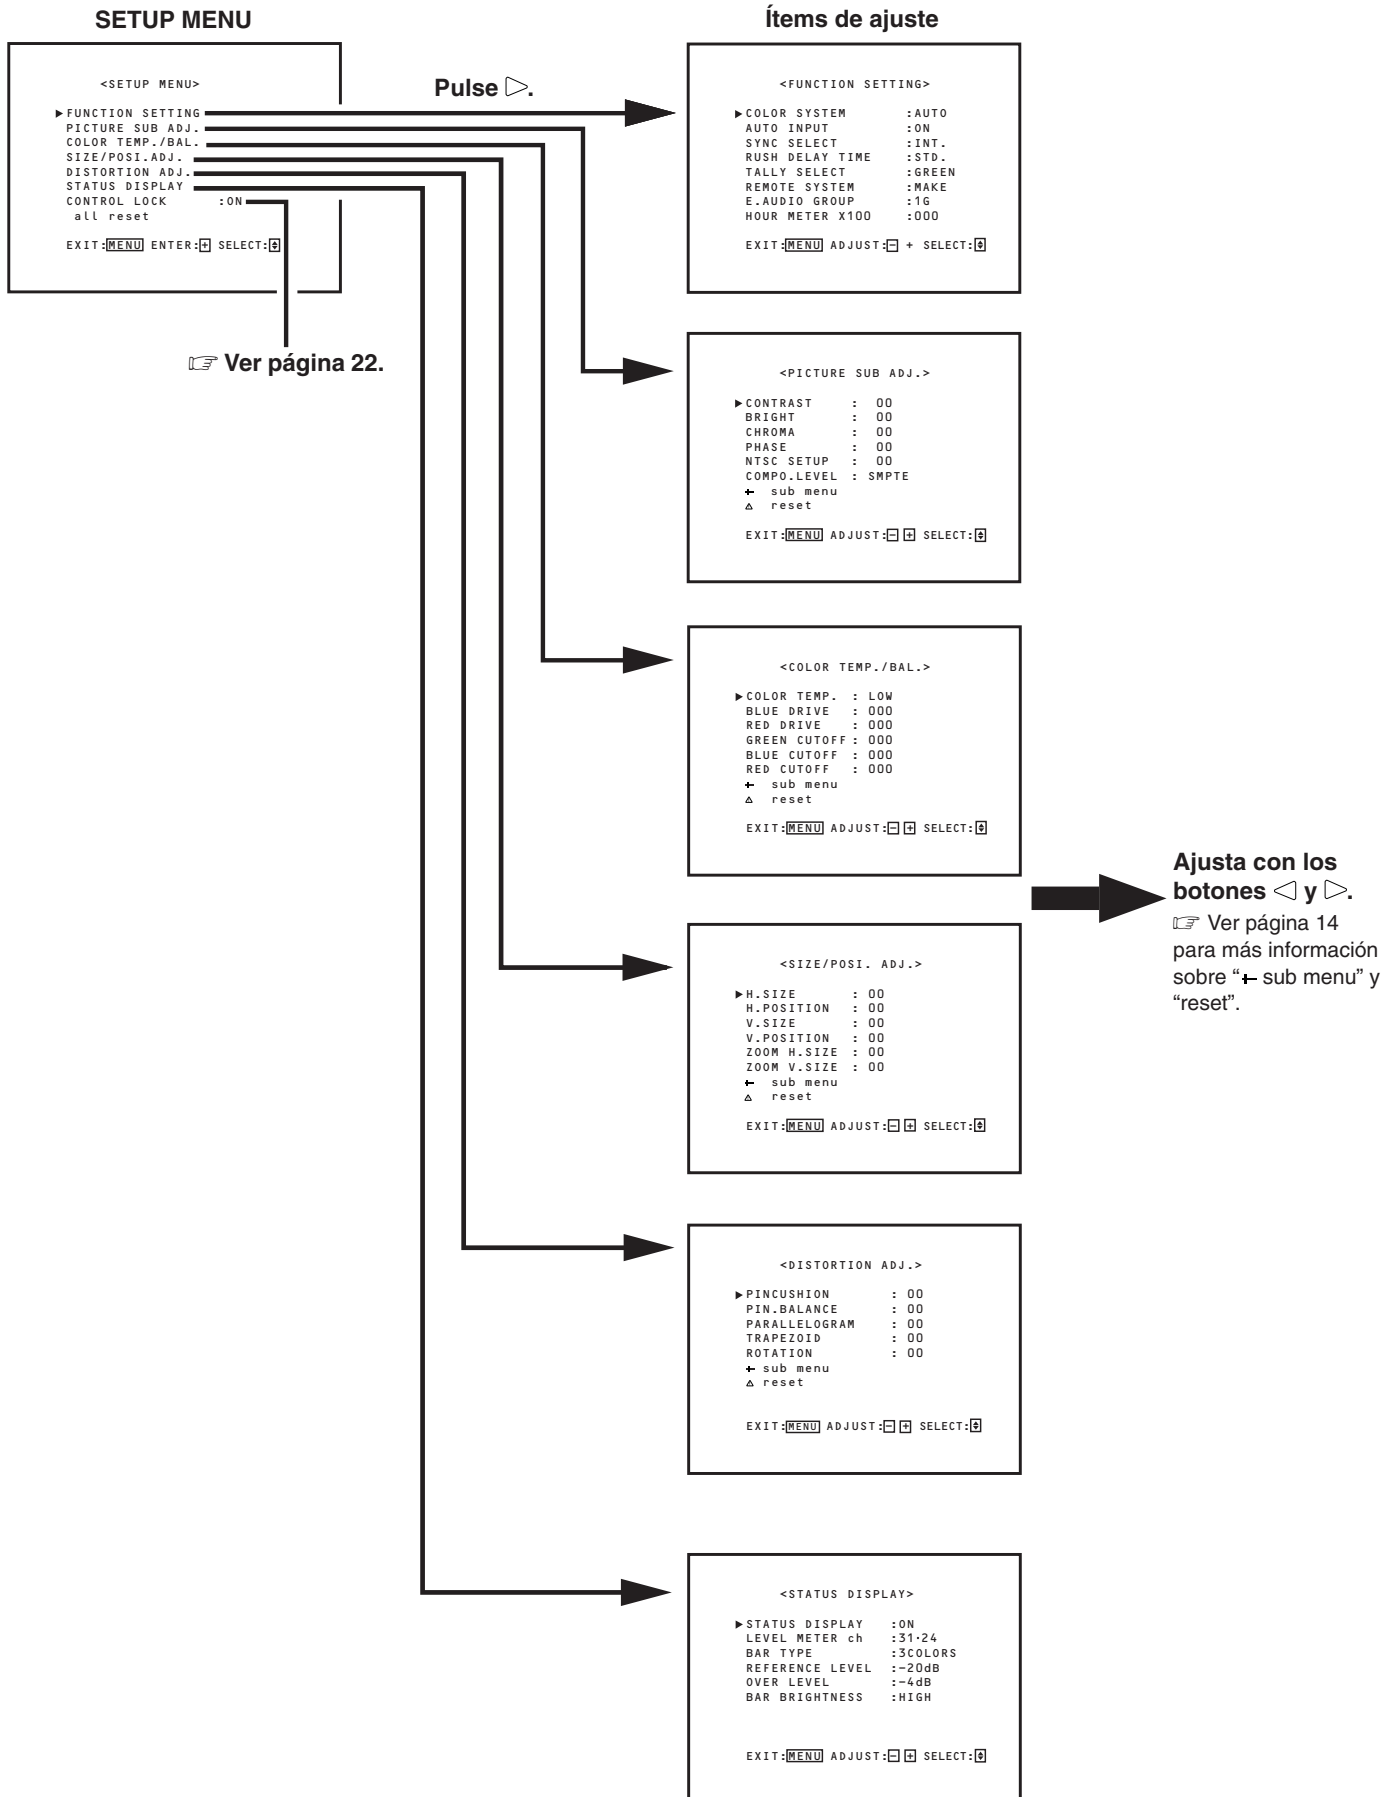 SETUP MENU
<SETUP MENU>
▶FUNCTION SETTING
PICTURE SUB ADJ.
COLOR TEMP./BAL.
SIZE/POSI.ADJ.
DISTORTION ADJ.
STATUS DISPLAY
CONTROL LOCK :ON
all reset
EXIT:MENU ENTER:+ SELECT:
Pulse ▷.
☞ Ver página 22.
Ítems de ajuste
<FUNCTION SETTING>
▶COLOR SYSTEM :AUTO
AUTO INPUT :ON
SYNC SELECT :INT.
RUSH DELAY TIME :STD.
TALLY SELECT :GREEN
REMOTE SYSTEM :MAKE
E.AUDIO GROUP :1G
HOUR METER X100 :000
EXIT:MENU ADJUST:- + SELECT:
<PICTURE SUB ADJ.>
▶CONTRAST : 00
BRIGHT : 00
CHROMA : 00
PHASE : 00
NTSC SETUP : 00
COMPO.LEVEL : SMPTE
sub menu
△ reset
EXIT:MENU ADJUST:- + SELECT:
<COLOR TEMP./BAL.>
▶COLOR TEMP. : LOW
BLUE DRIVE : 000
RED DRIVE : 000
GREEN CUTOFF : 000
BLUE CUTOFF : 000
RED CUTOFF : 000
sub menu
△ reset
EXIT:MENU ADJUST:- + SELECT:
<SIZE/POSI. ADJ.>
▶H.SIZE : 00
H.POSITION : 00
V.SIZE : 00
V.POSITION : 00
ZOOM H.SIZE : 00
ZOOM V.SIZE : 00
sub menu
△ reset
EXIT:MENU ADJUST:- + SELECT:
<DISTORTION ADJ.>
▶PINCUSHION : 00
PIN.BALANCE : 00
PARALLELOGRAM : 00
TRAPEZOID : 00
ROTATION : 00
sub menu
△ reset
EXIT:MENU ADJUST:- + SELECT:
<STATUS DISPLAY>
▶STATUS DISPLAY :ON
LEVEL METER ch :31·24
BAR TYPE :3COLORS
REFERENCE LEVEL :-20dB
OVER LEVEL :-4dB
BAR BRIGHTNESS :HIGH
EXIT:MENU ADJUST:- + SELECT:
Ajusta con los
botones ◁ y ▷.
☞ Ver página 14
para más información
sobre “ sub menu” y
“reset”.